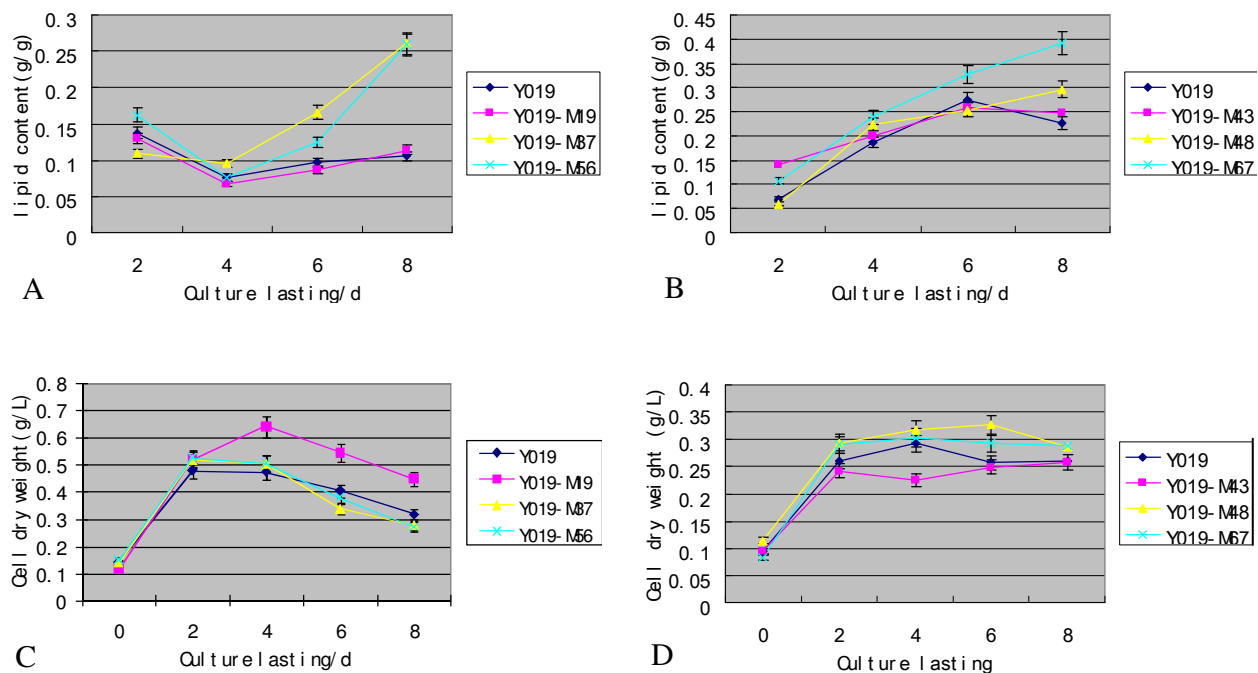 lipid content (g/g)
0.3
0.25
0.2
0.15
0.1
0.05
0
2
4
6
8
Culture lasting/d
A
Y019
Y019-M19
Y019-M37
Y019-M56
lipid content (g/g)
0.45
0.4
0.35
0.3
0.25
0.2
0.15
0.1
0.05
0
2
4
6
8
Culture lasting/d
B
Y019
Y019-M43
Y019-M48
Y019-M67
Cell dry weight (g/L)
0.8
0.7
0.6
0.5
0.4
0.3
0.2
0.1
0
0
2
4
6
8
Culture lasting/d
C
Y019
Y019-M19
Y019-M37
Y019-M56
Cell dry weight (g/L)
0.4
0.35
0.3
0.25
0.2
0.15
0.1
0.05
0
0
2
4
6
8
Culture lasting
D
Y019
Y019-M43
Y019-M48
Y019-M67